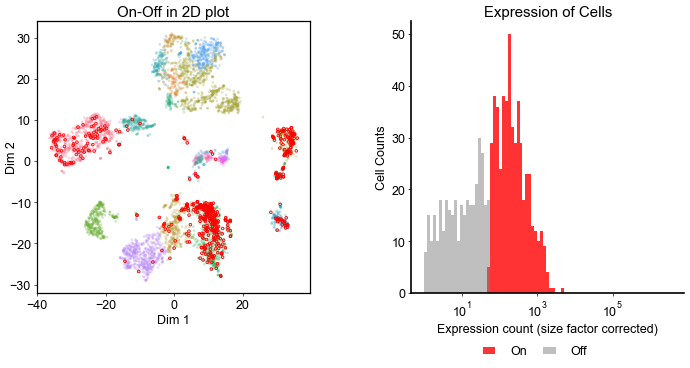 On-Off in 2D plot
30
20
10
0
−10
−20
−30
Dim 2
−40
−20
0
20
Dim 1
Expression of Cells
50
40
30
20
10
0
Cell Counts
10^1
10^3
10^5
Expression count (size factor corrected)
On
Off